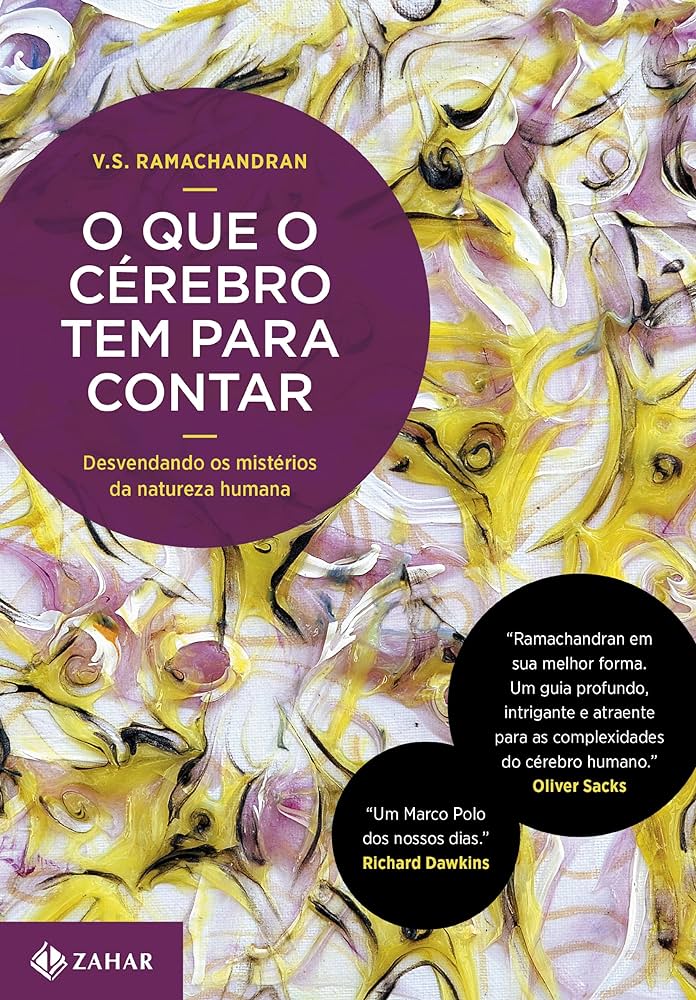 V.S. RAMACHANDRAN
O QUE O
CÉREBRO
TEM PARA
CONTAR
Desvendando os mistérios
da natureza humana
“Ramachandran em
sua melhor forma.
Um guia profundo,
intrigante e atraente
para as complexidades
do cérebro humano.”
Oliver Sacks
“Um Marco Polo
dos nossos dias.”
Richard Dawkins
ZAHAR